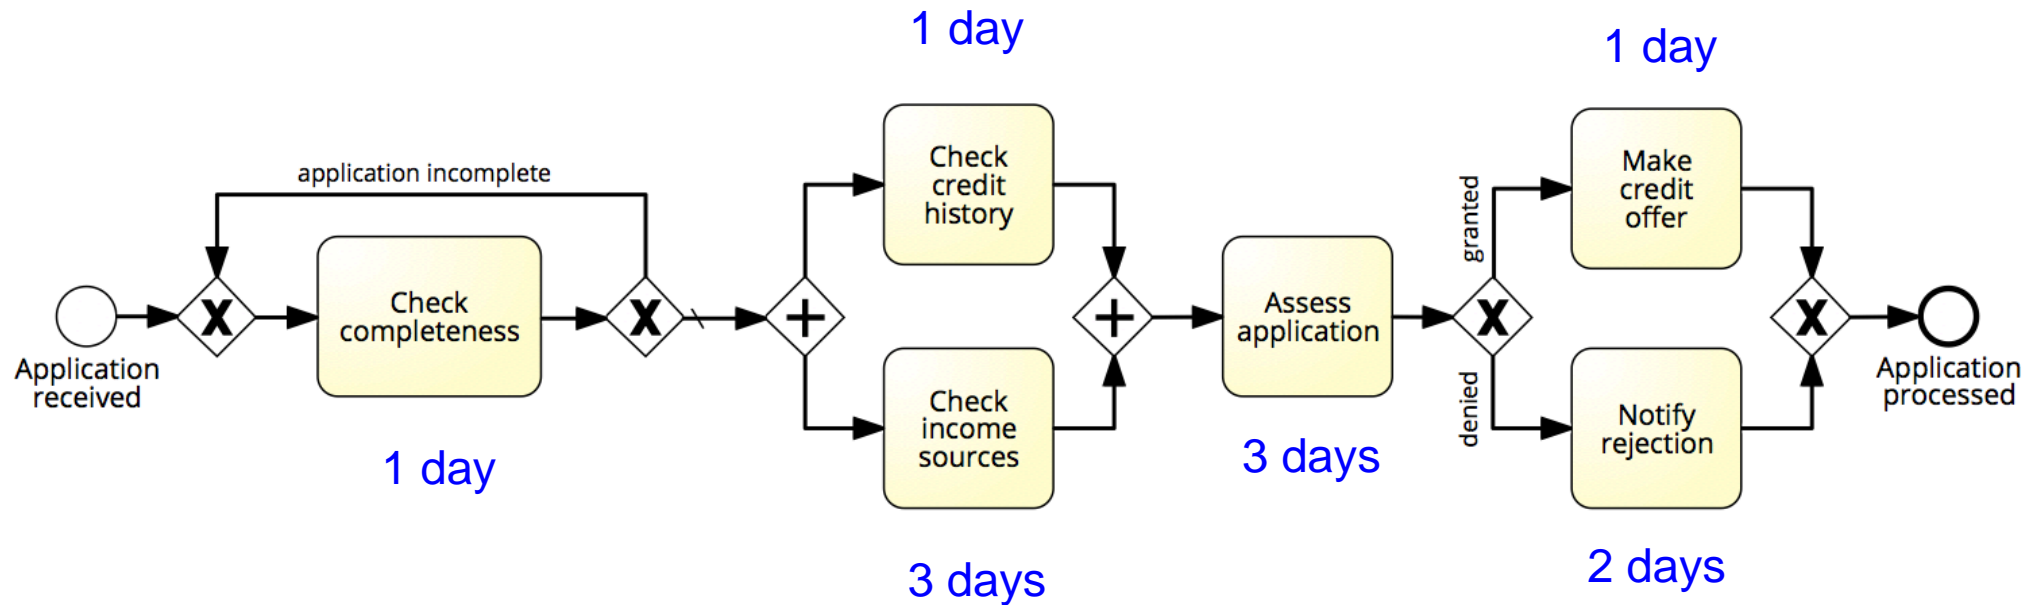 1 day
1 day
application incomplete
Check
credit
history
Make
credit
offer
granted
Application
received
X
Check
completeness
X
+
+
Assess
application
X
X
Application
processed
denied
Check
income
sources
Notify
rejection
1 day
3 days
3 days
2 days